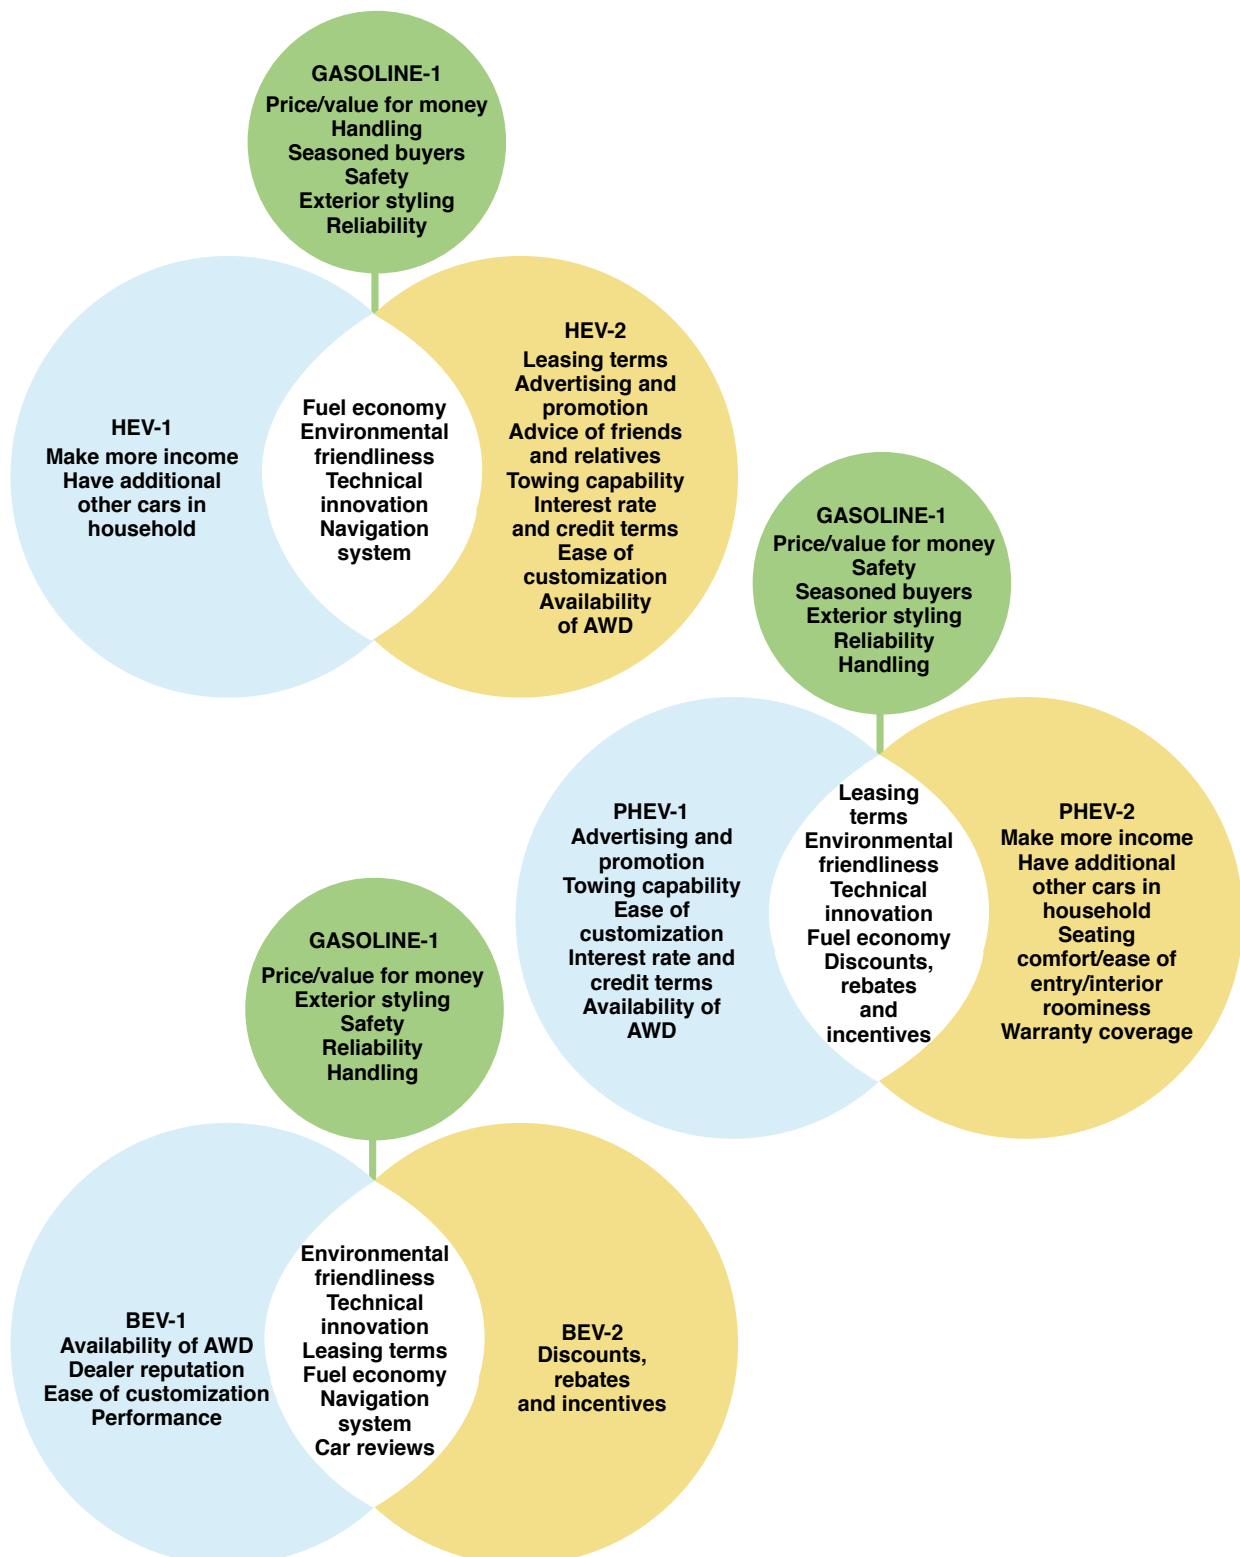 GASOLINE-1
Price/value for money
Handling
Seasoned buyers
Safety
Exterior styling
Reliability
HEV-1
Make more income
Have additional
other cars in
household
Fuel economy
Environmental
friendliness
Technical
innovation
Navigation
system
HEV-2
Leasing terms
Advertising and
promotion
Advice of friends
and relatives
Towing capability
Interest rate
and credit terms
Ease of
customization
Availability
of AWD
GASOLINE-1
Price/value for money
Safety
Seasoned buyers
Exterior styling
Reliability
Handling
PHEV-1
Advertising and
promotion
Towing capability
Ease of
customization
Interest rate and
credit terms
Availability of
AWD
Leasing
terms
Environmental
friendliness
Technical
innovation
Fuel economy
Discounts,
rebates
and
incentives
PHEV-2
Make more income
Have additional
other cars in
household
Seating
comfort/ease of
entry/interior
roominess
Warranty coverage
GASOLINE-1
Price/value for money
Exterior styling
Safety
Reliability
Handling
BEV-1
Availability of AWD
Dealer reputation
Ease of customization
Performance
Environmental
friendliness
Technical
innovation
Leasing terms
Fuel economy
Navigation
system
Car reviews
BEV-2
Discounts,
rebates
and incentives